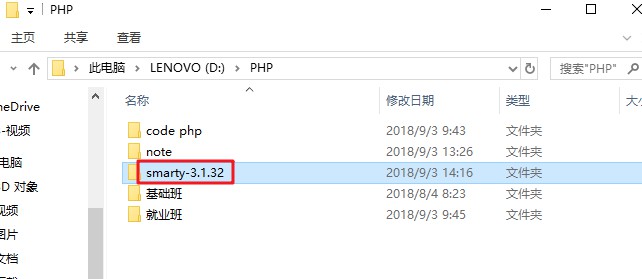 PHP
主页 共享 查看
此电脑 LENOVO (D:) PHP 搜索"PHP"
名称 修改日期 类型 大小
neDrive
-视频
电脑
D 对象
视频
图片
文档
下载
code php 2018/9/3 9:43 文件夹
note 2018/9/3 13:26 文件夹
smarty-3.1.32 2018/9/3 14:16 文件夹
基础班 2018/8/4 8:23 文件夹
就业班 2018/9/3 9:45 文件夹